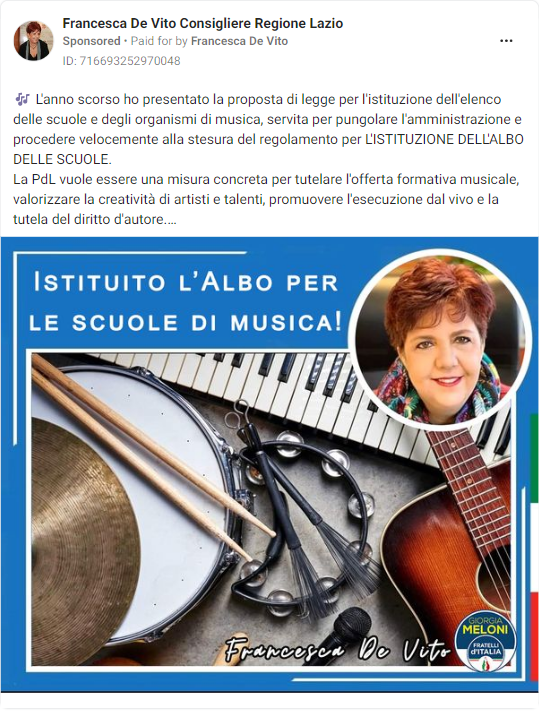 Francesca De Vito Consigliere Regione Lazio
Sponsored • Paid for by Francesca De Vito
ID: 716693252970048
🎶 L'anno scorso ho presentato la proposta di legge per l'istituzione dell'elenco
delle scuole e degli organismi di musica, servita per pungolare l'amministrazione e
procedere velocemente alla stesura del regolamento per L'ISTITUZIONE DELL'ALBO
DELLE SCUOLE.
La PdL vuole essere una misura concreta per tutelare l'offerta formativa musicale,
valorizzare la creatività di artisti e talenti, promuovere l'esecuzione dal vivo e la
tutela del diritto d'autore....
ISTITUITO L'ALBO PER
LE SCUOLE DI MUSICA!
Francesca De Vito
GIORGIA
MELONI
FRATELLI
d'ITALIA